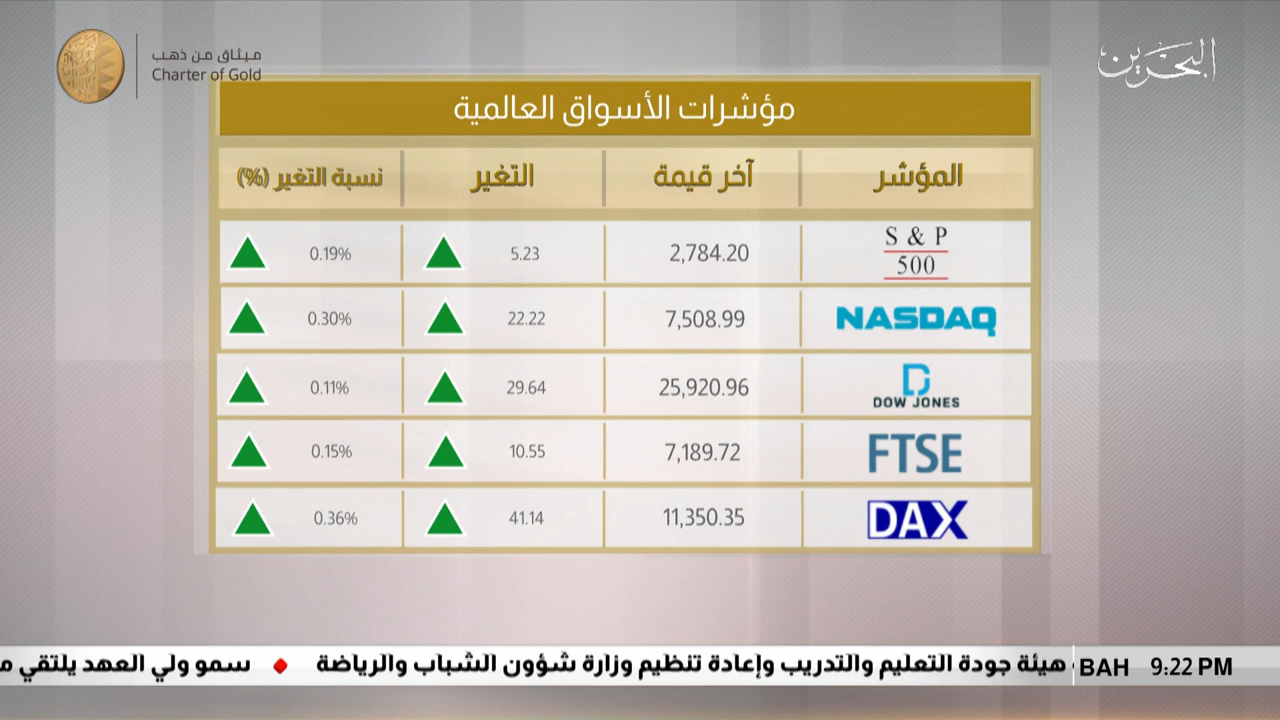 ميثاق من ذهب
Charter of Gold
البحرين
مؤشرات الأسواق العالمية
المؤشر آخر قيمة التغير نسبة التغير (%)
S & P 500 2,784.20 5.23 0.19%
NASDAQ 7,508.99 22.22 0.30%
DOW JONES 25,920.96 29.64 0.11%
FTSE 7,189.72 10.55 0.15%
DAX 11,350.35 41.14 0.36%
BAH 9:22 PM
هيئة جودة التعليم والتدريب وإعادة تنظيم وزارة شؤون الشباب والرياضة سمو ولي العهد يلتقي